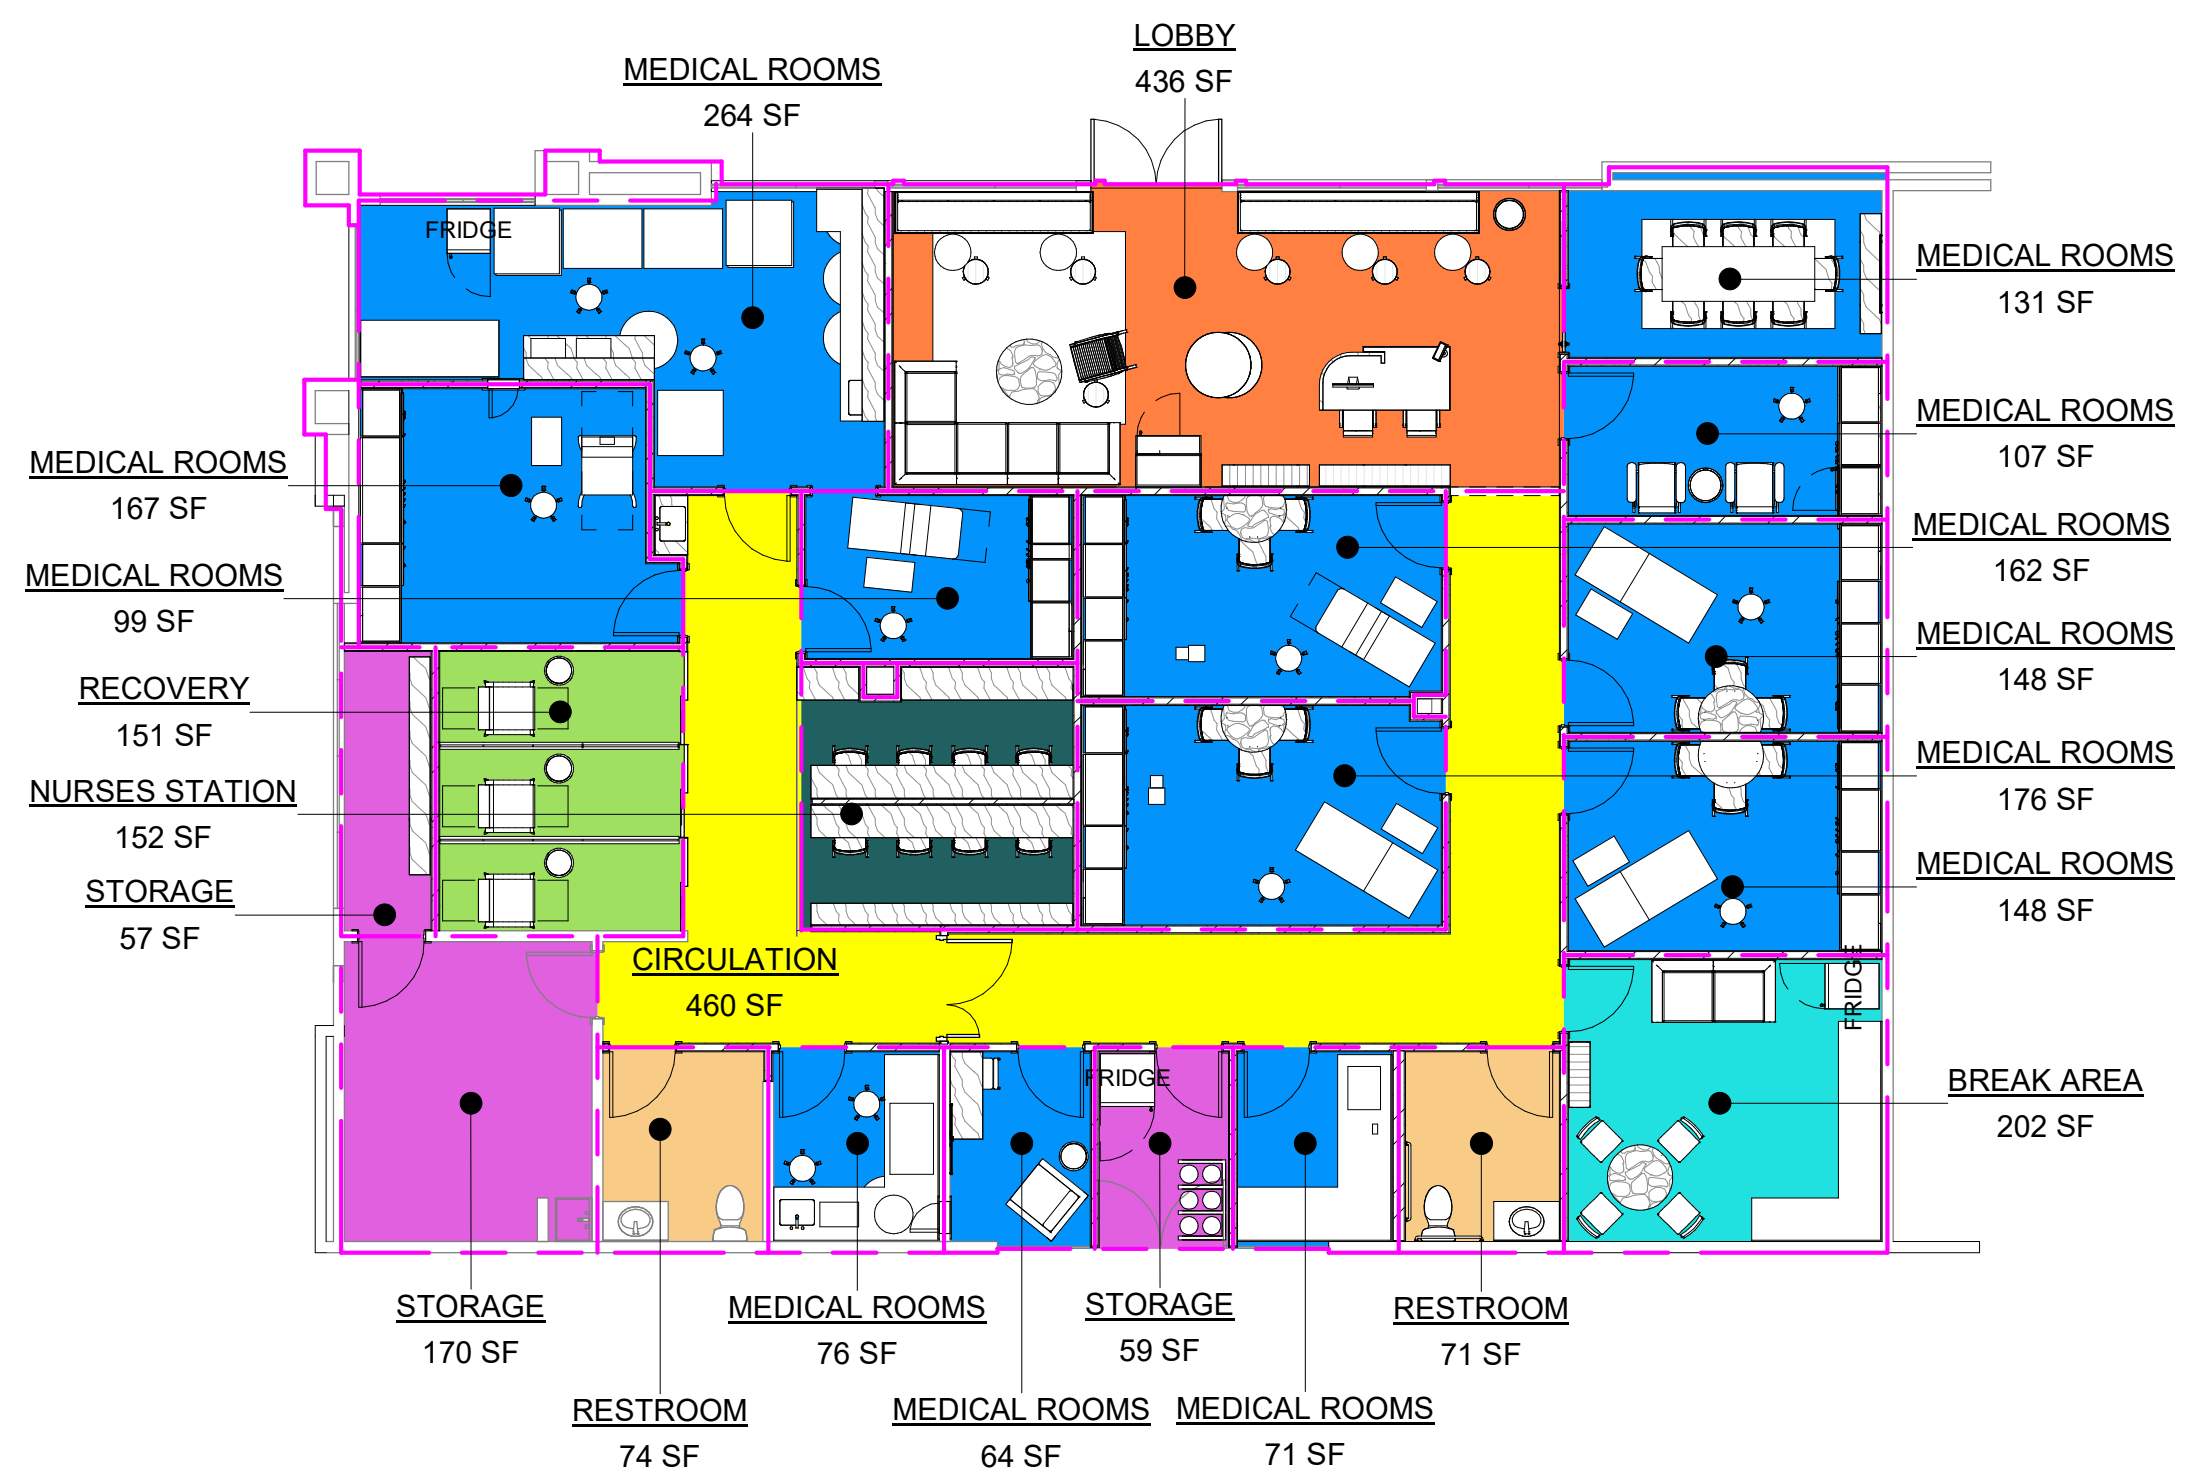 LOBBY
436 SF
MEDICAL ROOMS
264 SF
FRIDGE
MEDICAL ROOMS
131 SF
MEDICAL ROOMS
107 SF
MEDICAL ROOMS
167 SF
MEDICAL ROOMS
162 SF
MEDICAL ROOMS
99 SF
MEDICAL ROOMS
148 SF
RECOVERY
151 SF
MEDICAL ROOMS
176 SF
NURSES STATION
152 SF
MEDICAL ROOMS
148 SF
STORAGE
57 SF
CIRCULATION
460 SF
FRIDGE
FRIDGE
BREAK AREA
202 SF
STORAGE
170 SF
MEDICAL ROOMS
76 SF
STORAGE
59 SF
RESTROOM
71 SF
RESTROOM
74 SF
MEDICAL ROOMS
64 SF
MEDICAL ROOMS
71 SF